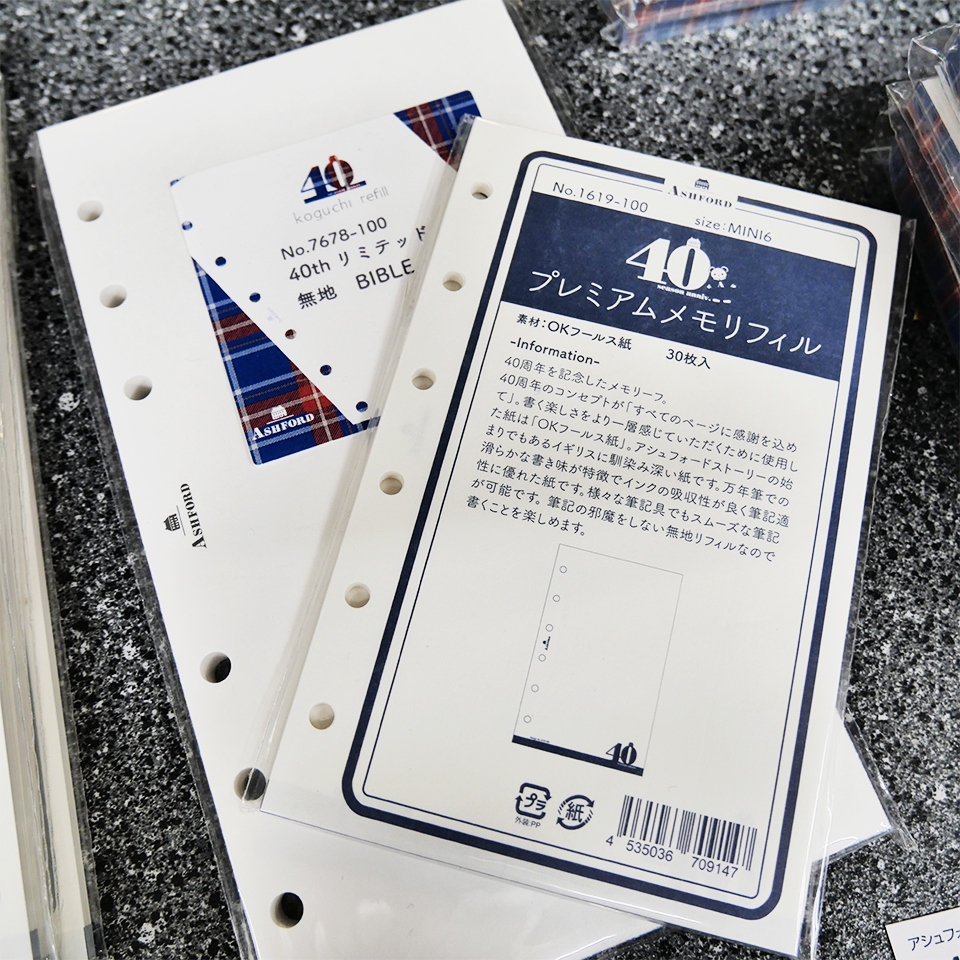 40
koguchi refill
No.7678-100
40th リミテッド
無地 BIBLE
ASHFORD
ASHFORD
ASHFORD
No.1619-100
size:MINI6
40
season anniv.
プレミアムメモリフィル
素材:OKフールス紙 30枚入
-Information-
40周年を記念したメモリーフ。
40周年のコンセプトが「すべてのページに感謝を込め
て」。書く楽しさをより一層感じていただくために使用し
た紙は「OKフールス紙」。アシュフォードストーリーの始
まりでもあるイギリスに馴染み深い紙です。万年筆での
滑らかな書き味が特徴でインクの吸収性が良く筆記適
性に優れた紙です。様々な筆記具でもスムーズな筆記
が可能です。筆記の邪魔をしない無地リフィルなので
書くことを楽しめます。
40
プラ
外装:PP
紙
4 535036 709147
アシュフォ